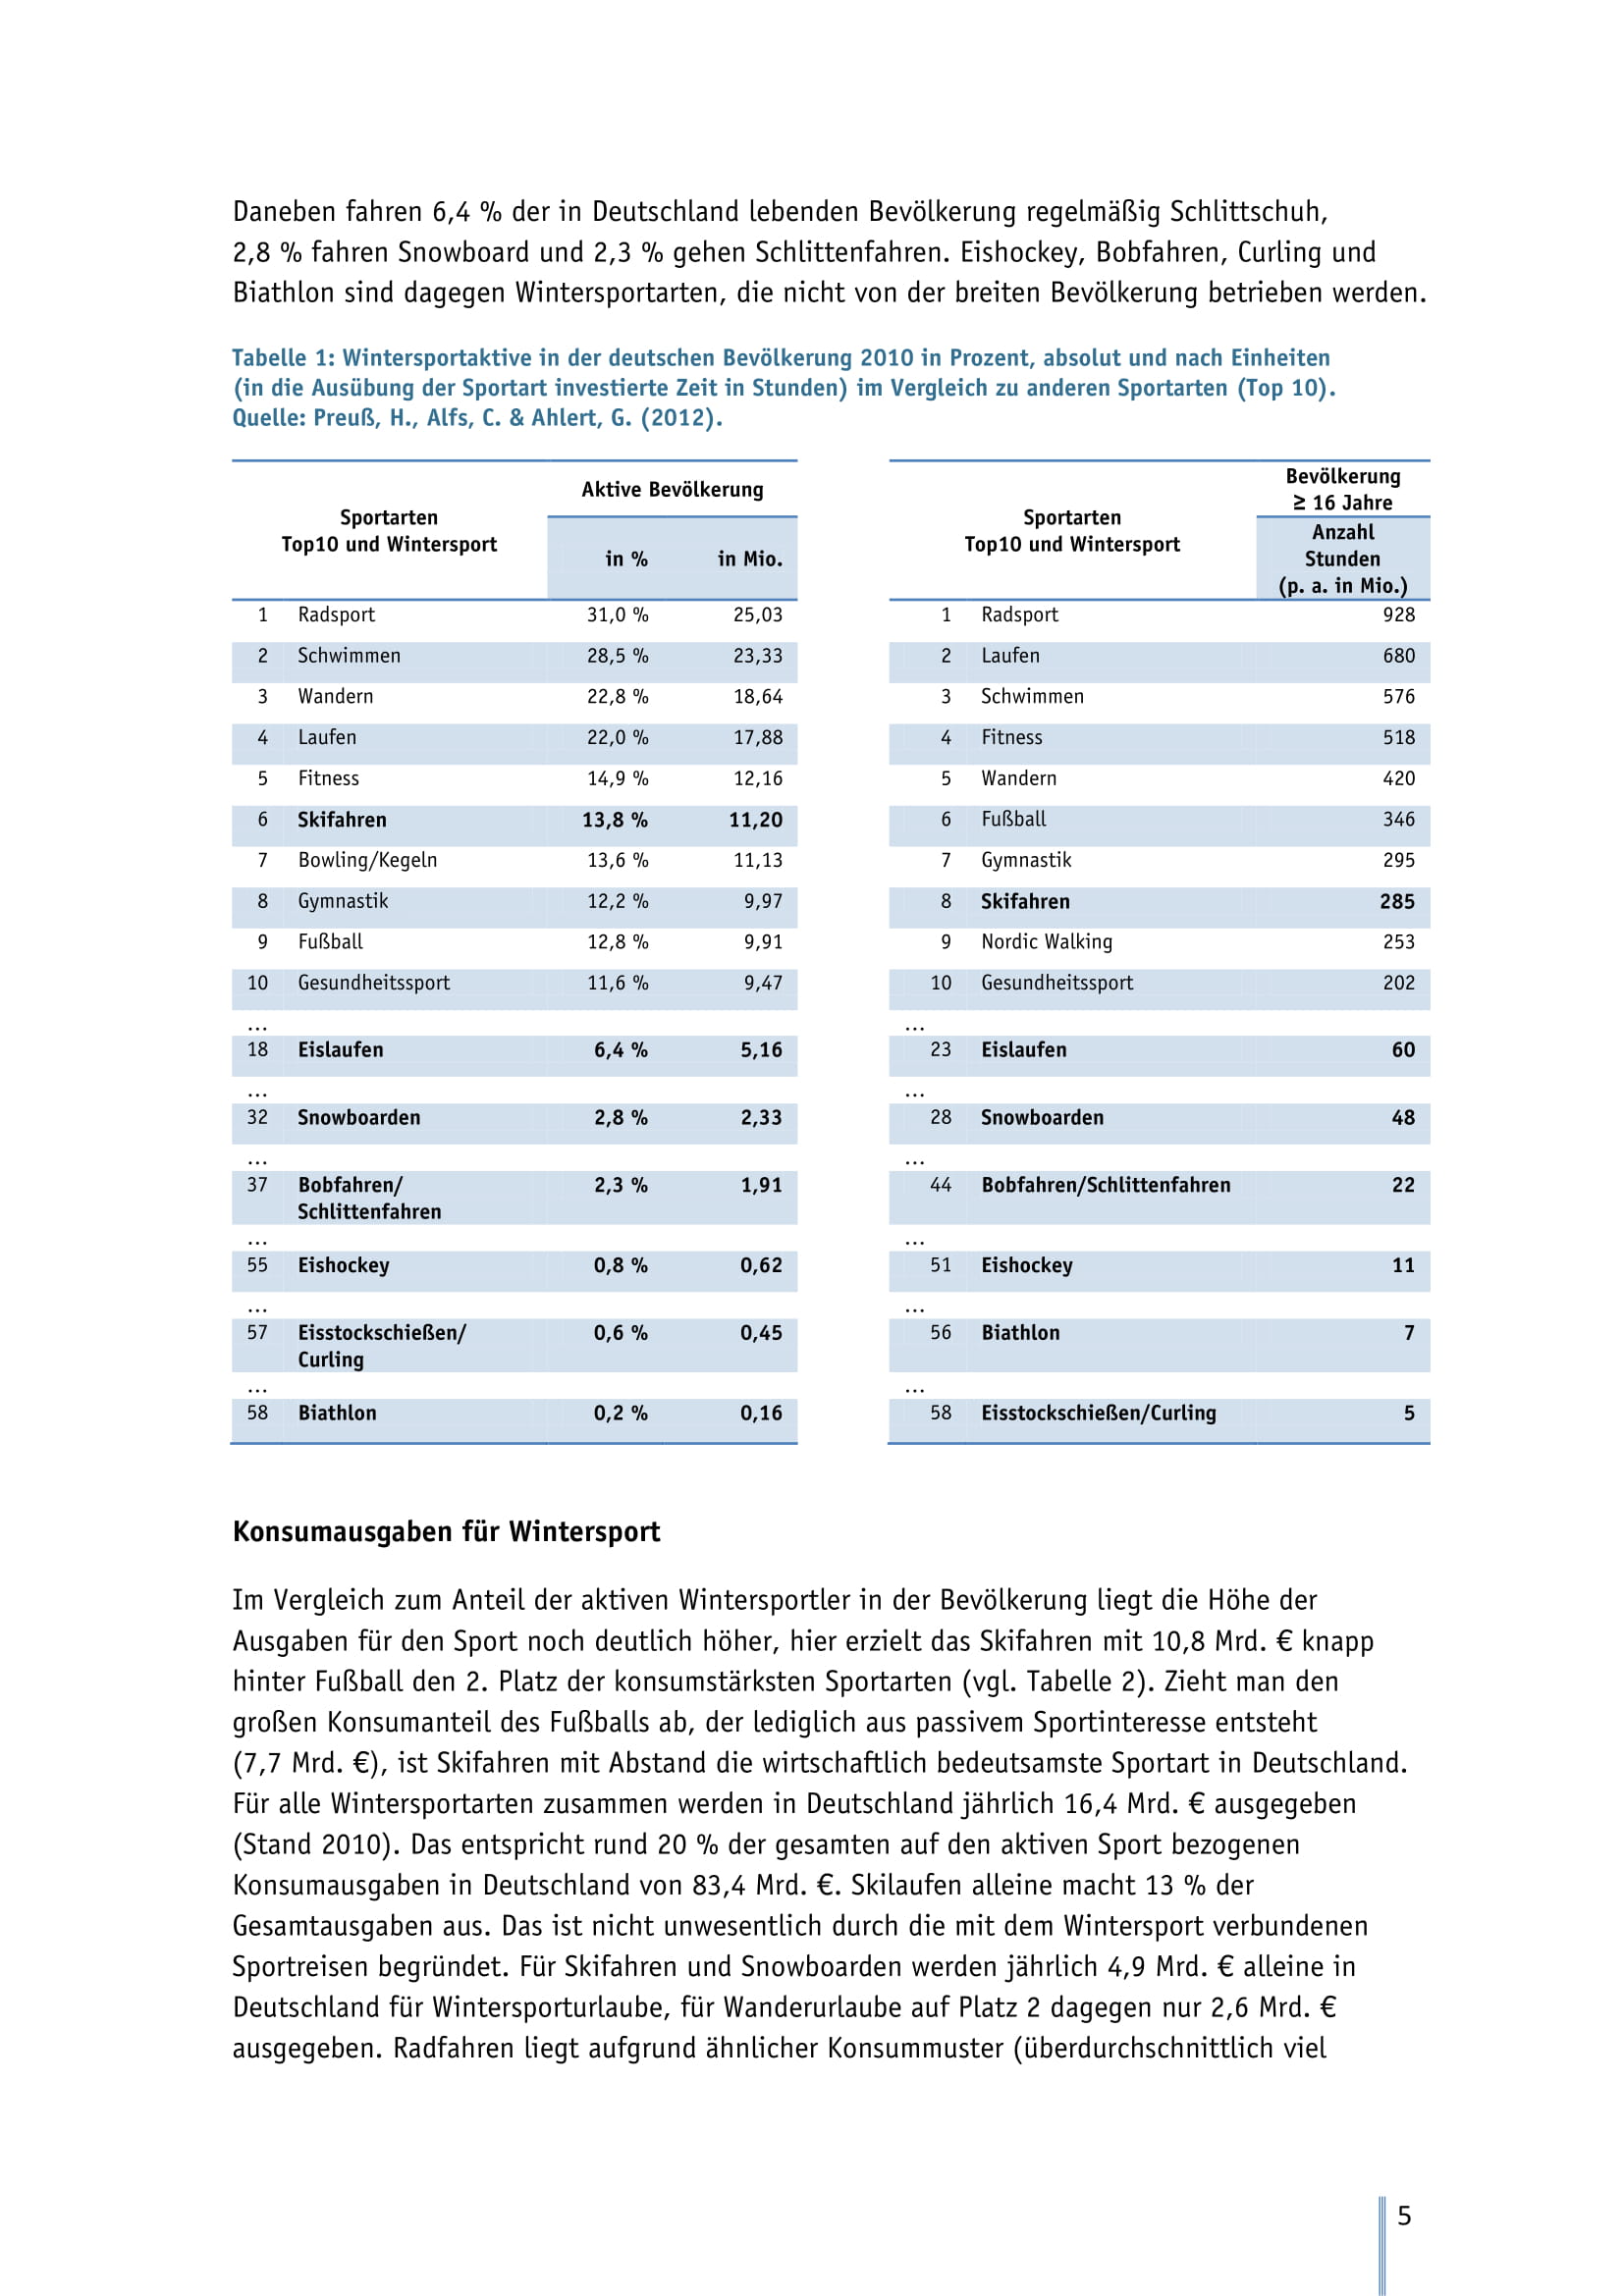 Daneben fahren 6,4 % der in Deutschland lebenden Bevölkerung regelmäßig Schlittschuh,
2,8 % fahren Snowboard und 2,3 % gehen Schlittenfahren. Eishockey, Bobfahren, Curling und
Biathlon sind dagegen Wintersportarten, die nicht von der breiten Bevölkerung betrieben werden.
Tabelle 1: Wintersportaktive in der deutschen Bevölkerung 2010 in Prozent, absolut und nach Einheiten
(in die Ausübung der Sportart investierte Zeit in Stunden) im Vergleich zu anderen Sportarten (Top 10).
Quelle: Preuß, H., Alfs, C. & Ahlert, G. (2012).
Sportarten
Top10 und Wintersport
Aktive Bevölkerung
in % in Mio.
1 Radsport 31,0 % 25,03
2 Schwimmen 28,5 % 23,33
3 Wandern 22,8 % 18,64
4 Laufen 22,0 % 17,88
5 Fitness 14,9 % 12,16
6 Skifahren 13,8 % 11,20
7 Bowling/Kegeln 13,6 % 11,13
8 Gymnastik 12,2 % 9,97
9 Fußball 12,8 % 9,91
10 Gesundheitssport 11,6 % 9,47
...
18 Eislaufen 6,4 % 5,16
...
32 Snowboarden 2,8 % 2,33
...
37 Bobfahren/ 2,3 % 1,91
Schlittenfahren
...
55 Eishockey 0,8 % 0,62
...
57 Eisstockschießen/ 0,6 % 0,45
Curling
...
58 Biathlon 0,2 % 0,16
Sportarten
Top10 und Wintersport
Bevölkerung
≥ 16 Jahre
Anzahl
Stunden
(p. a. in Mio.)
1 Radsport 928
2 Laufen 680
3 Schwimmen 576
4 Fitness 518
5 Wandern 420
6 Fußball 346
7 Gymnastik 295
8 Skifahren 285
9 Nordic Walking 253
10 Gesundheitssport 202
...
23 Eislaufen 60
...
28 Snowboarden 48
...
44 Bobfahren/Schlittenfahren 22
...
51 Eishockey 11
...
56 Biathlon 7
...
58 Eisstockschießen/Curling 5
Konsumausgaben für Wintersport
Im Vergleich zum Anteil der aktiven Wintersportler in der Bevölkerung liegt die Höhe der
Ausgaben für den Sport noch deutlich höher, hier erzielt das Skifahren mit 10,8 Mrd. € knapp
hinter Fußball den 2. Platz der konsumstärksten Sportarten (vgl. Tabelle 2). Zieht man den
großen Konsumanteil des Fußballs ab, der lediglich aus passivem Sportinteresse entsteht
(7,7 Mrd. €), ist Skifahren mit Abstand die wirtschaftlich bedeutsamste Sportart in Deutschland.
Für alle Wintersportarten zusammen werden in Deutschland jährlich 16,4 Mrd. € ausgegeben
(Stand 2010). Das entspricht rund 20 % der gesamten auf den aktiven Sport bezogenen
Konsumausgaben in Deutschland von 83,4 Mrd. €. Skilaufen alleine macht 13 % der
Gesamtausgaben aus. Das ist nicht unwesentlich durch die mit dem Wintersport verbundenen
Sportreisen begründet. Für Skifahren und Snowboarden werden jährlich 4,9 Mrd. € alleine in
Deutschland für Wintersporturlaube, für Wanderurlaube auf Platz 2 dagegen nur 2,6 Mrd. €
ausgegeben. Radfahren liegt aufgrund ähnlicher Konsummuster (überdurchschnittlich viel
5